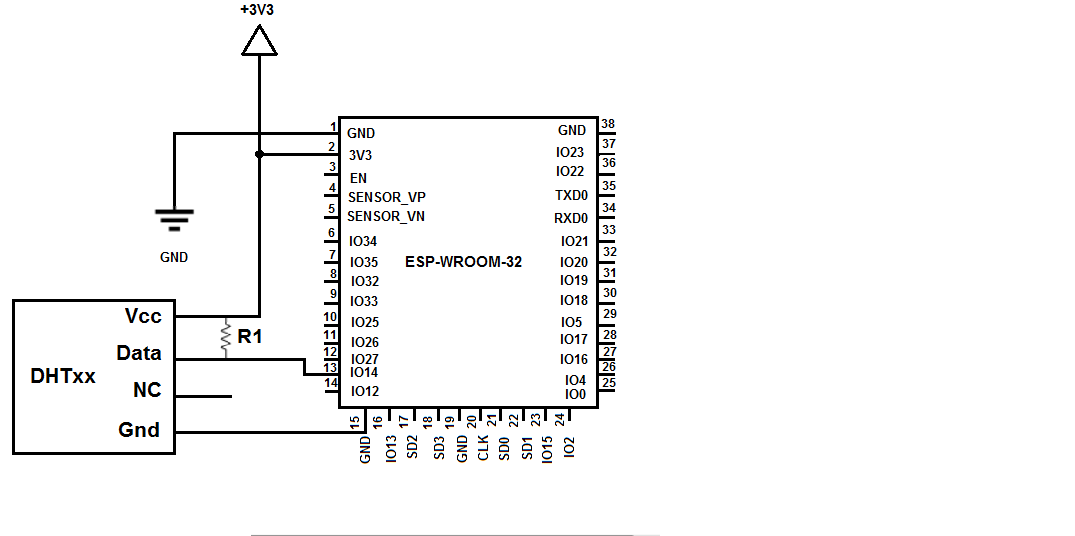 +3V3
1
GND
2
3V3
3
EN
4
SENSOR_VP
5
SENSOR_VN
6
IO34
7
IO35
8
IO32
9
IO33
10
IO25
11
IO26
12
IO27
13
IO14
14
IO12
ESP-WROOM-32
38
GND
37
IO23
36
IO22
35
TXD0
34
RXD0
33
IO21
32
IO20
31
IO19
30
IO18
29
IO5
28
IO17
27
IO16
26
IO4
25
IO0
15
GND
16
IO13
17
SD2
18
SD3
19
GND
20
CLK
21
SD0
22
SD1
23
IO15
24
IO2
GND
DHTxx
Vcc
Data
NC
Gnd
R1